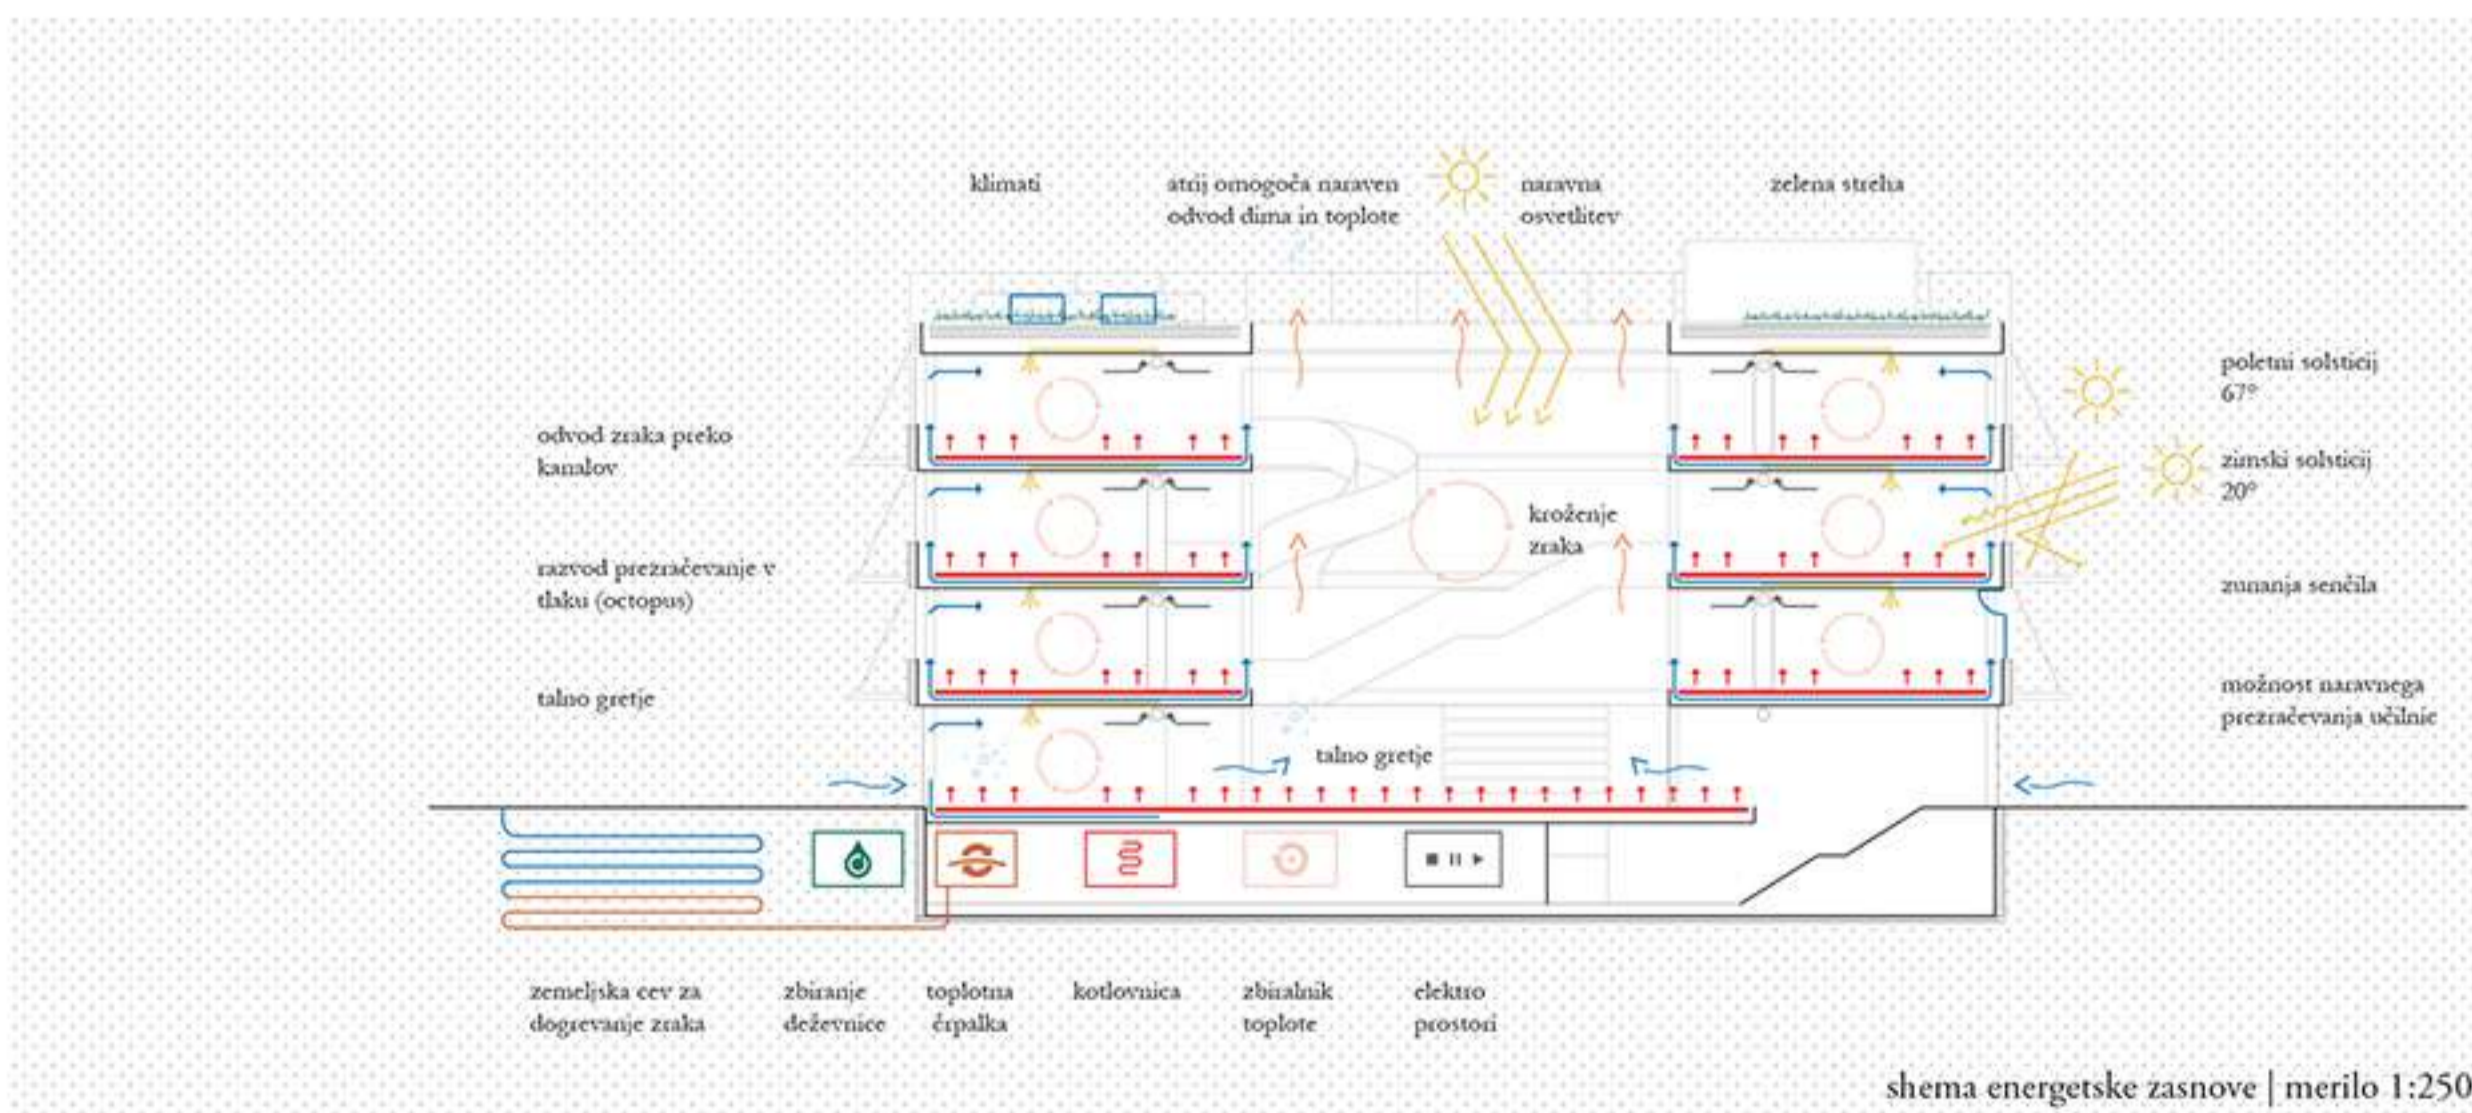 klimati
atrij omogoča naraven
odvod dima in toplote
naravna
osvetlitev
zelena streha
poletni solsticij
67°
odvod zraka preko
kanalov
zimski solsticij
20°
kroženje
zraka
razvod prezračevanje v
tlaku (octopus)
zunanja senčila
talno gretje
možnost naravnega
prezračevanja učilnic
talno gretje
zemeljska cev za
dogrevanje zraka
zbiranje
deževnice
toplotna
črpalka
kotlovnica
zbiralnik
toplote
elektro
prostori
shema energetske zasnove | merilo 1:250